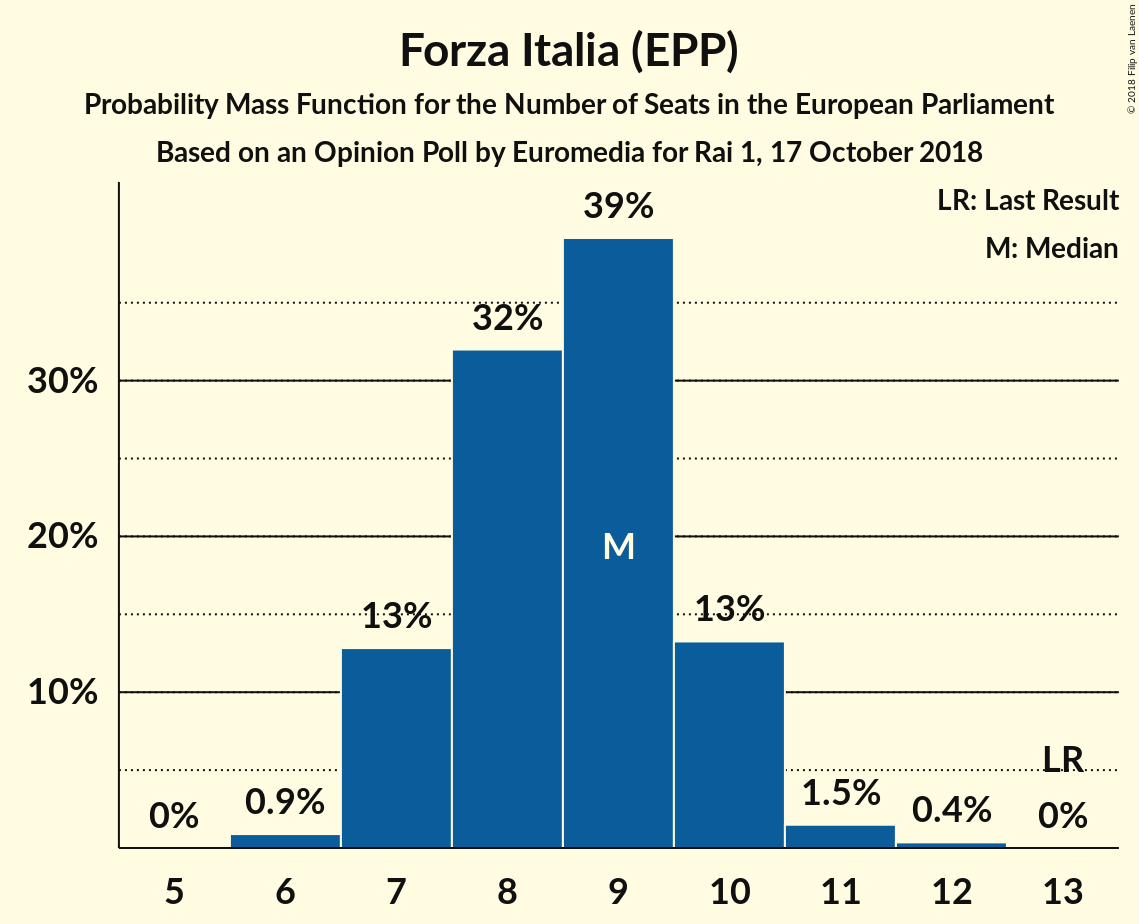 Forza Italia (EPP)
Probability Mass Function for the Number of Seats in the European Parliament
Based on an Opinion Poll by Euromedia for Rai 1, 17 October 2018
© 2018 Filip van Laenen
LR: Last Result
M: Median
39%
32%
30%
20%
M
13%
13%
10%
LR
0%
0.9%
1.5%
0.4%
0%
5 6 7 8 9 10 11 12 13